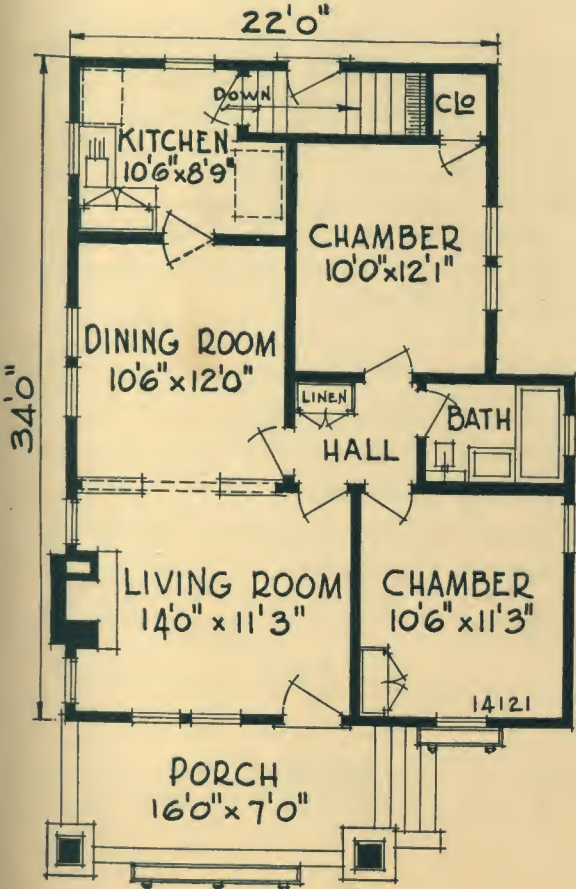 22'0"
DOWN
CLO
KITCHEN
10'6"x8'9"
CHAMBER
10'0"x12'1"
34'0"
DINING ROOM
10'6"x12'0"
LINEN
BATH
HALL
LIVING ROOM
14'0" x 11'3"
CHAMBER
10'6"x11'3"
14121
PORCH
16'0"x7'0"